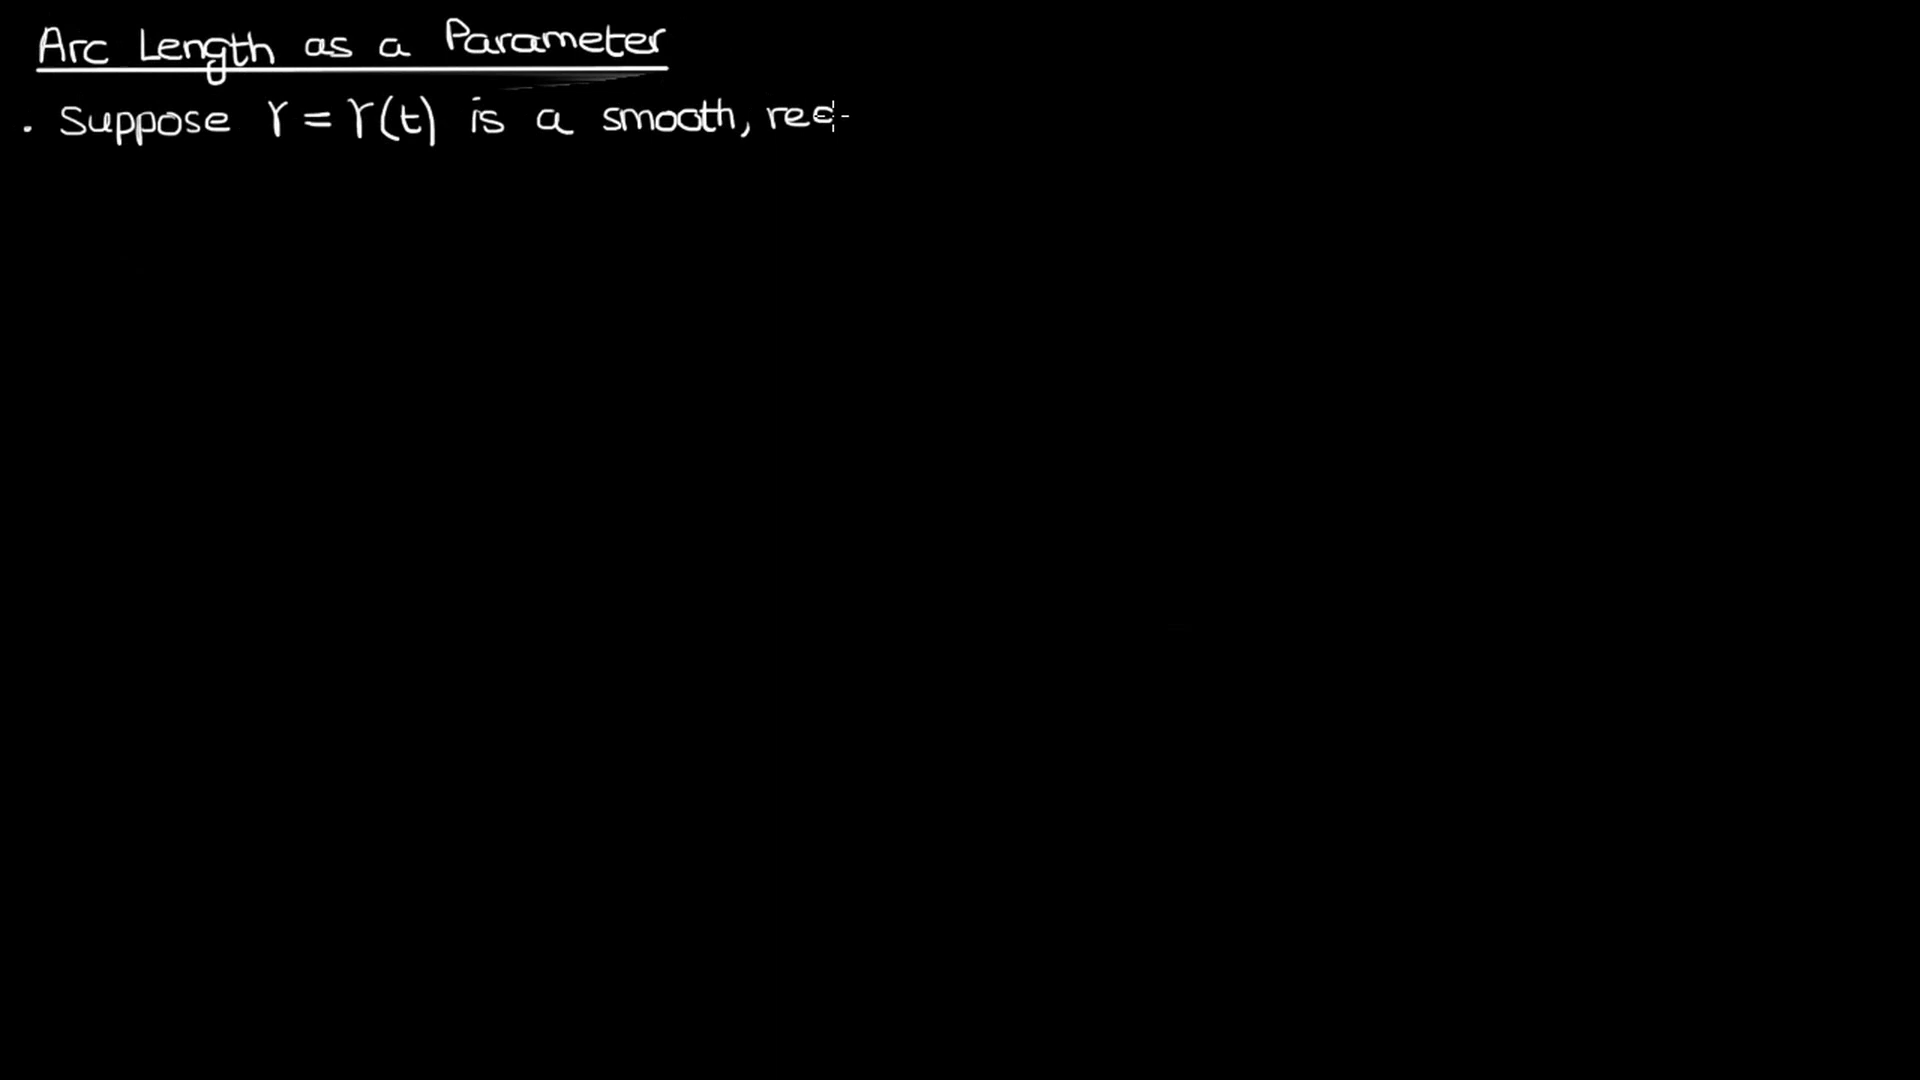 Arc Length as a Parameter
. Suppose γ = γ(t) is a smooth,